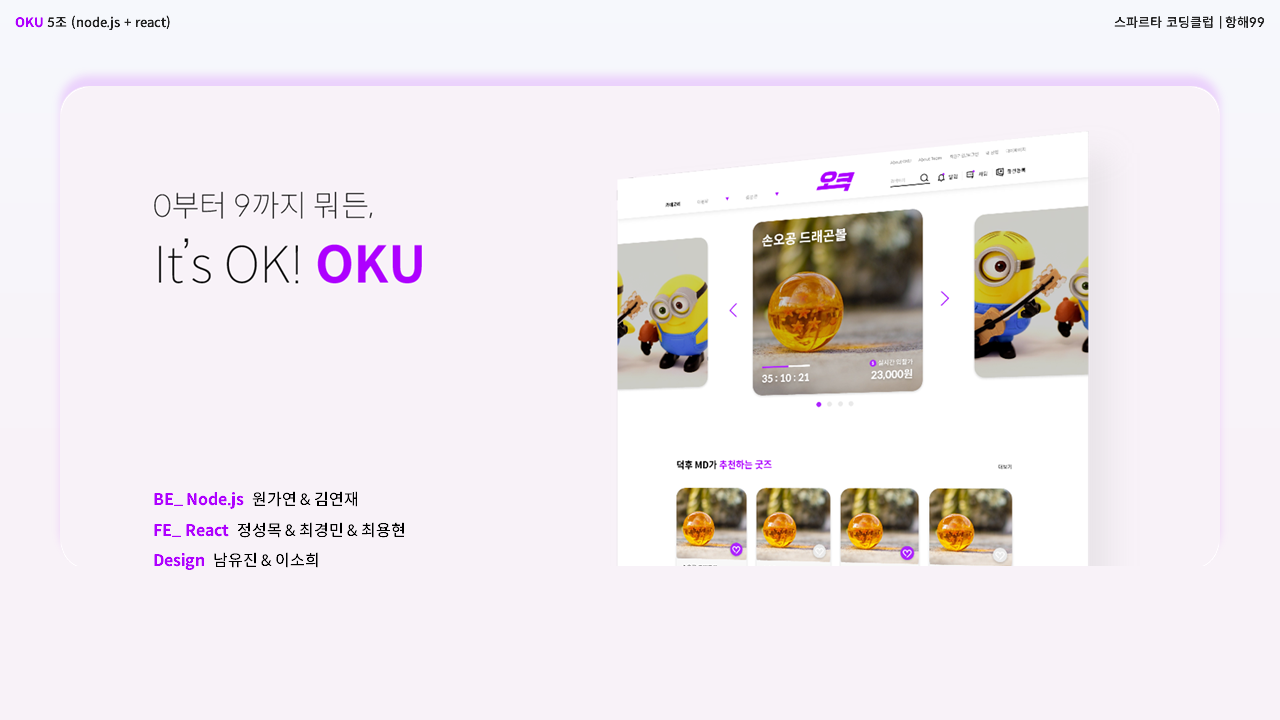 OKU 5조 (node.js + react)
스파르타 코딩클럽 | 항해99
0부터 9까지 뭐든,
It's OK! OKU
오쿠
손오공 드래곤볼
35 : 10 : 21
실시간 입찰가
23,000원
덕후 MD가 추천하는 굿즈
더보기
BE_ Node.js 원가연 & 김연재
FE_ React 정성목 & 최경민 & 최용현
Design 남유진 & 이소희